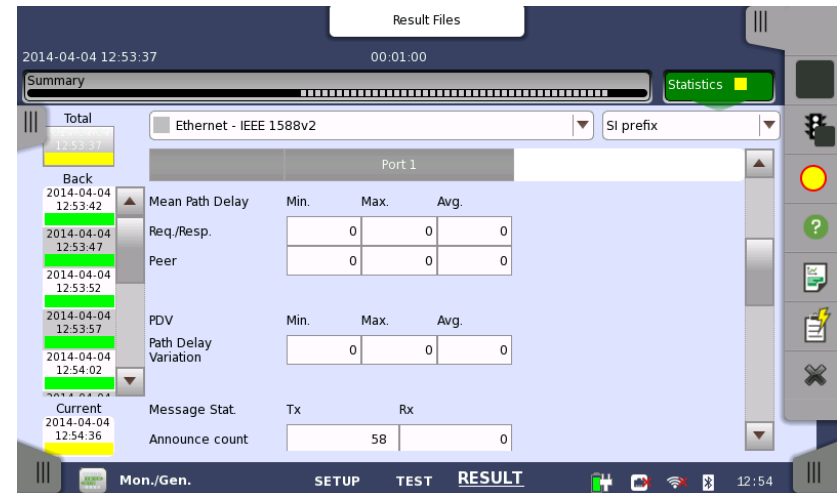 Result Files
2014-04-04 12:53:37 00:01:00
Summary
Statistics
Total
12:53:37
Ethernet - IEEE 1588v2
SI prefix
Port 1
Back
2014-04-04
12:53:42
2014-04-04
12:53:47
2014-04-04
12:53:52
2014-04-04
12:53:57
2014-04-04
12:54:02
Current
2014-04-04
12:54:36
Mean Path Delay Min. Max. Avg.
Req./Resp. 0 0 0
Peer 0 0 0
PDV Min. Max. Avg.
Path Delay
Variation 0 0 0
Message Stat. Tx Rx
Announce count 58 0
?
Mon./Gen. SETUP TEST RESULT 12:54